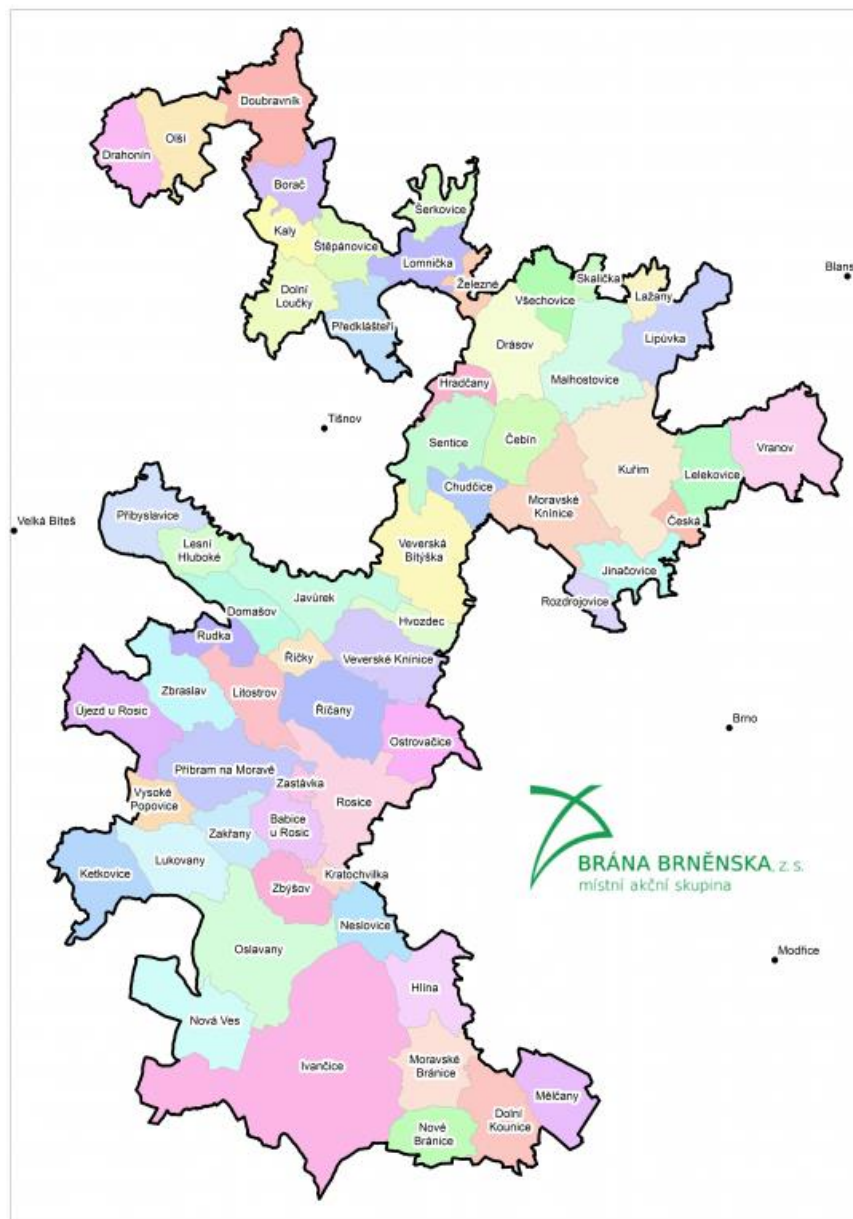 Doubravník
Olší
Drahonín
Borač
Šerkovice
Kaly
Štěpánovice
Lomnička
Železné
Skalička
Blans
Všechovice
Lažany
Dolní
Loučky
Předklášteří
Lipůvka
Drásov
Malhostovice
Hradčany
Tišnov
Sentice
Čebín
Kuřim
Vranov
Lelekovice
Chudčice
Moravské
Knínice
Česká
Velká Bíteš
Přibyslavice
Lesní
Hluboké
Veverská
Bítýška
Jinačovice
Rozdrojovice
Javůrek
Domašov
Hvozdec
Rudka
Říčky
Veverské Knínice
Zbraslav
Litostrov
Újezd u Rosic
Říčany
Brno
Ostrovačice
Příbram na Moravě
Zastávka
Vysoké
Popovice
Rosice
Babice
u Rosic
Zakřany
Lukovany
Ketkovice
Kratochvilka
Zbýšov
BRÁNA BRNĚNSKA, z. s.
místní akční skupina
Neslovice
Oslavany
Modřice
Hlína
Nová Ves
Ivančice
Moravské
Bránice
Mělčany
Dolní
Kounice
Nové
Bránice